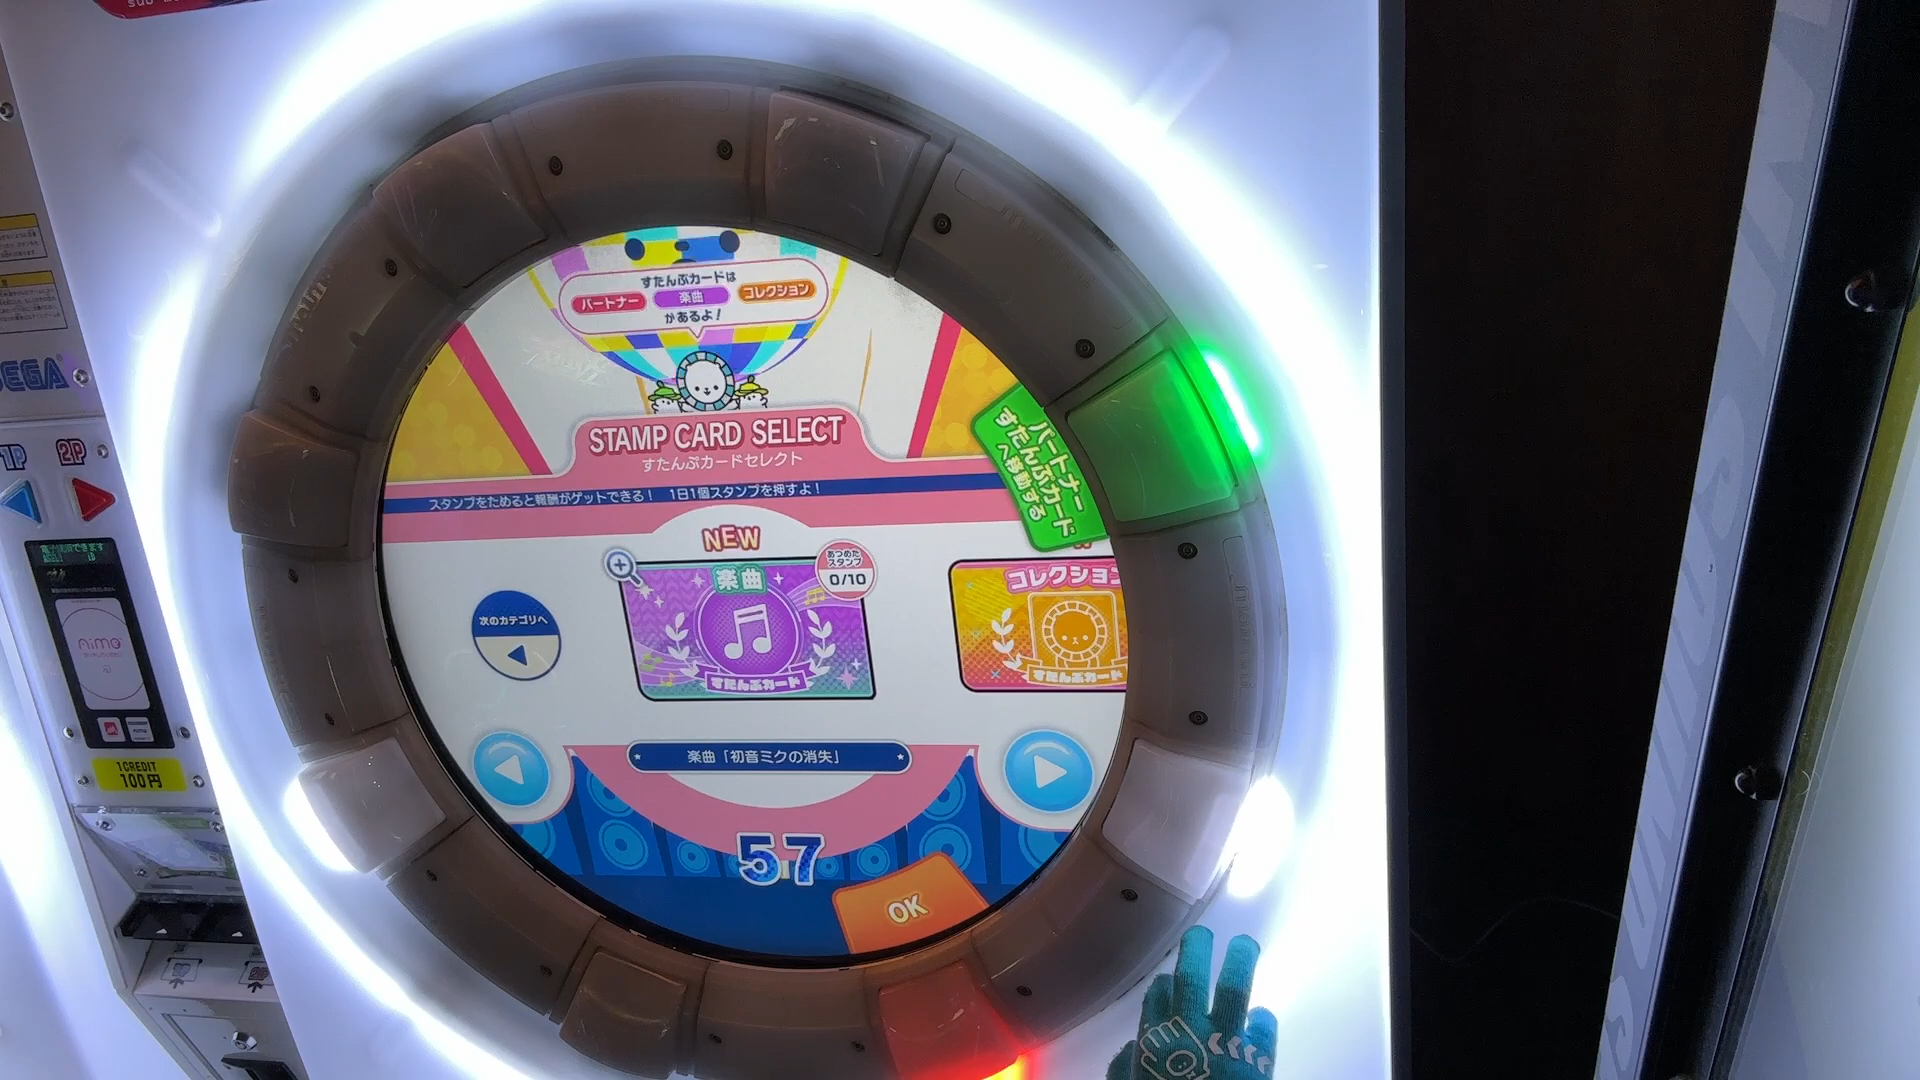 すたんぷカードは
パートナー 楽曲 コレクション
があるよ!
STAMP CARD SELECT
すたんぷカードセレクト
スタンプをためると報酬がゲットできる! 1日1個スタンプを押すよ!
パートナー
すたんぷカード
へ移動する
NEW
楽曲
あつめた
スタンプ
0/10
すたんぷカード
コレクション
すたんぷカード
次のカテゴリへ
楽曲「初音ミクの消失」
57
OK
SEGA
1P 2P
Aime
1CREDIT
100円